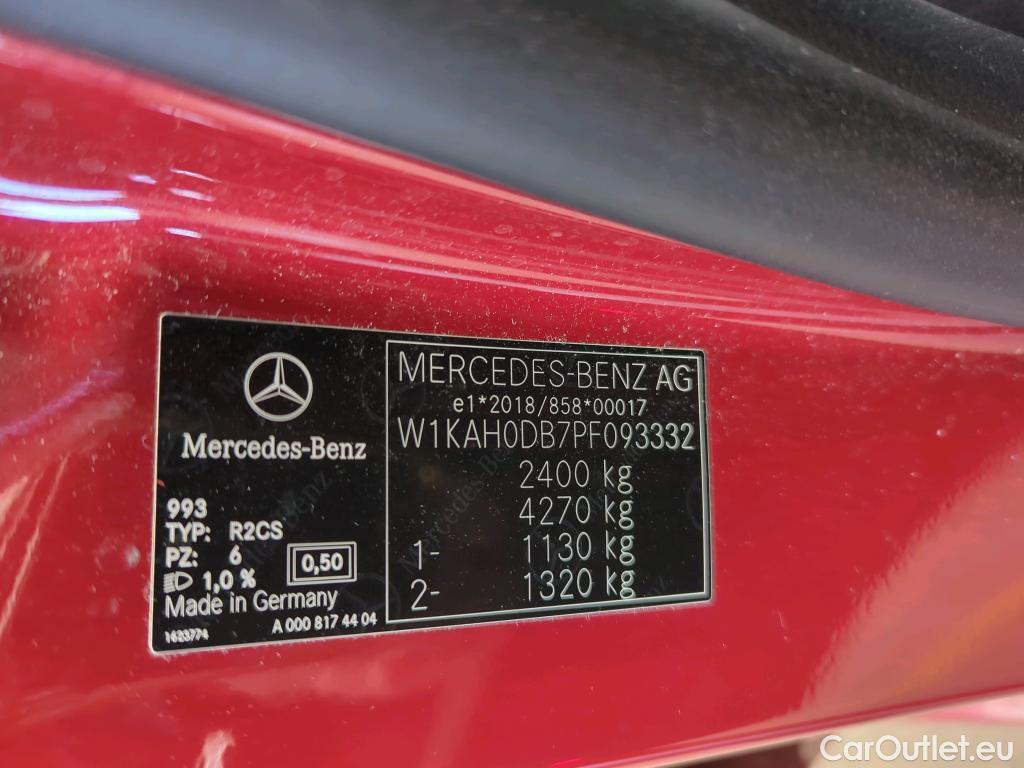 Mercedes-Benz
993
TYP: R2CS
PZ: 6
0,50
1,0 %
Made in Germany
1623774
A 000 817 44 04
MERCEDES-BENZ AG
e1*2018/858*00017
W1KAH0DB7PF093332
2400 kg
4270 kg
1- 1130 kg
2- 1320 kg
CarOutlet.eu